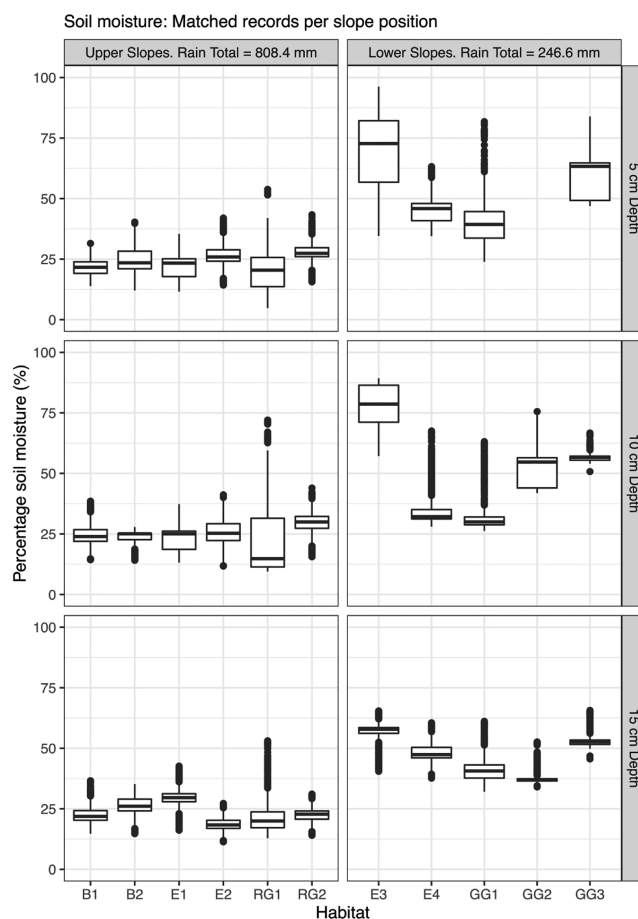 Soil moisture: Matched records per slope position
Upper Slopes. Rain Total = 808.4 mm
Lower Slopes. Rain Total = 246.6 mm
100
75
50
25
0
5 cm Depth
100
75
50
25
0
10 cm Depth
100
75
50
25
0
15 cm Depth
Percentage soil moisture (%)
B1 B2 E1 E2 RG1 RG2 E3 E4 GG1 GG2 GG3
Habitat